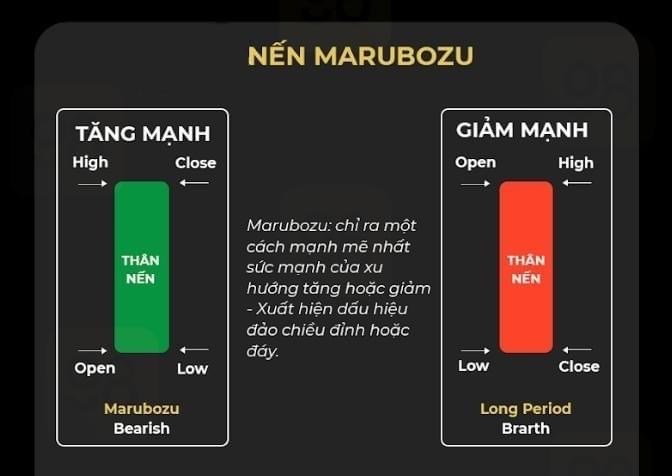 NẾN MARUBOZU
TĂNG MẠNH
High Close
THÂN
NẾN
Open Low
Marubozu
Bearish
Marubozu: chỉ ra một
cách mạnh mẽ nhất
sức mạnh của xu
hướng tăng hoặc giảm
- Xuất hiện dấu hiệu
đảo chiều đỉnh hoặc
đáy.
GIẢM MẠNH
Open High
THÂN
NẾN
Low Close
Long Period
Brarth